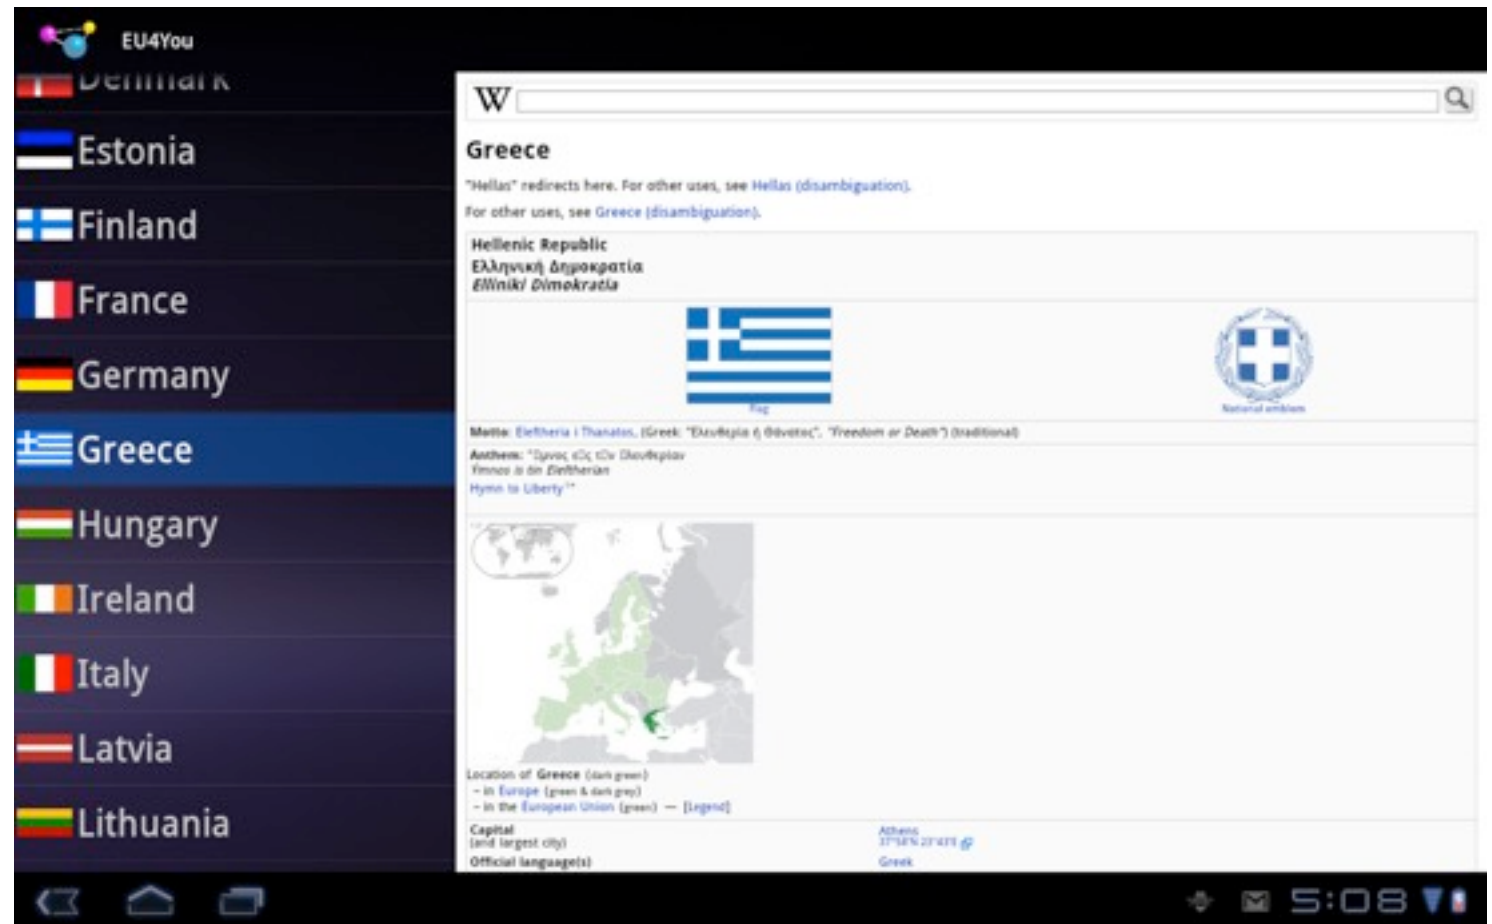 EU4You
Denmark
Estonia
Finland
France
Germany
Greece
Hungary
Ireland
Italy
Latvia
Lithuania
W
Greece
"Hellas" redirects here. For other uses, see Hellas (disambiguation).
For other uses, see Greece (disambiguation).
Hellenic Republic
Ελληνική Δημοκρατία
Elliniki Dimokratia
Flag
National emblem
Motto: Eleftheria i Thanatos, (Greek: "Ελευθερία ή Θάνατος", "Freedom or Death") (traditional)
Anthem:
Hymn to Liberty
Location of Greece (dark green)
– in Europe (green & dark grey)
– in the European Union (green) — [Legend]
Capital
(and largest city)
Athens
Official language(s)
Greek
5:08